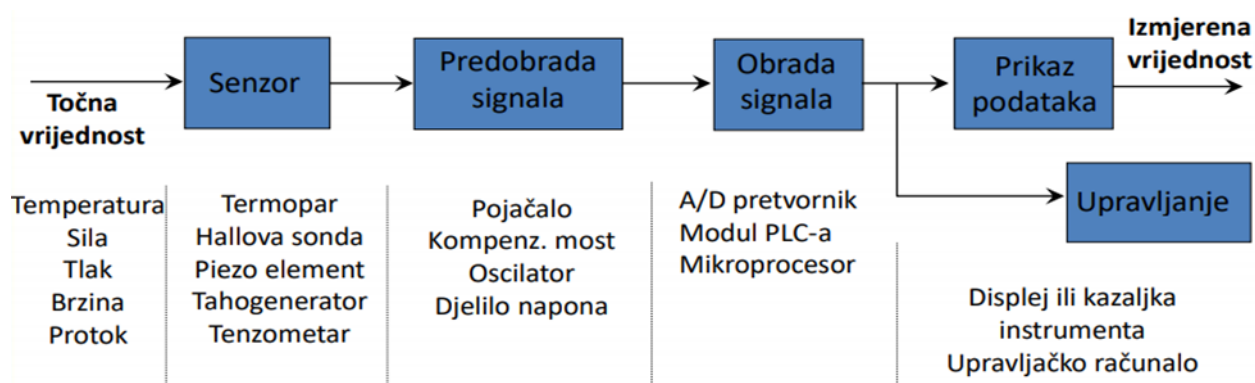 Točna
vrijednost
Senzor
Predobrada
signala
Obrada
signala
Prikaz
podataka
Izmjerena
vrijednost
Upravljanje
Temperatura
Sila
Tlak
Brzina
Protok
Termopar
Hallova sonda
Piezo element
Tahogenerator
Tenzometar
Pojačalo
Kompenz. most
Oscilator
Djelilo napona
A/D pretvornik
Modul PLC-a
Mikroprocesor
Displej ili kazaljka
instrumenta
Upravljačko računalo